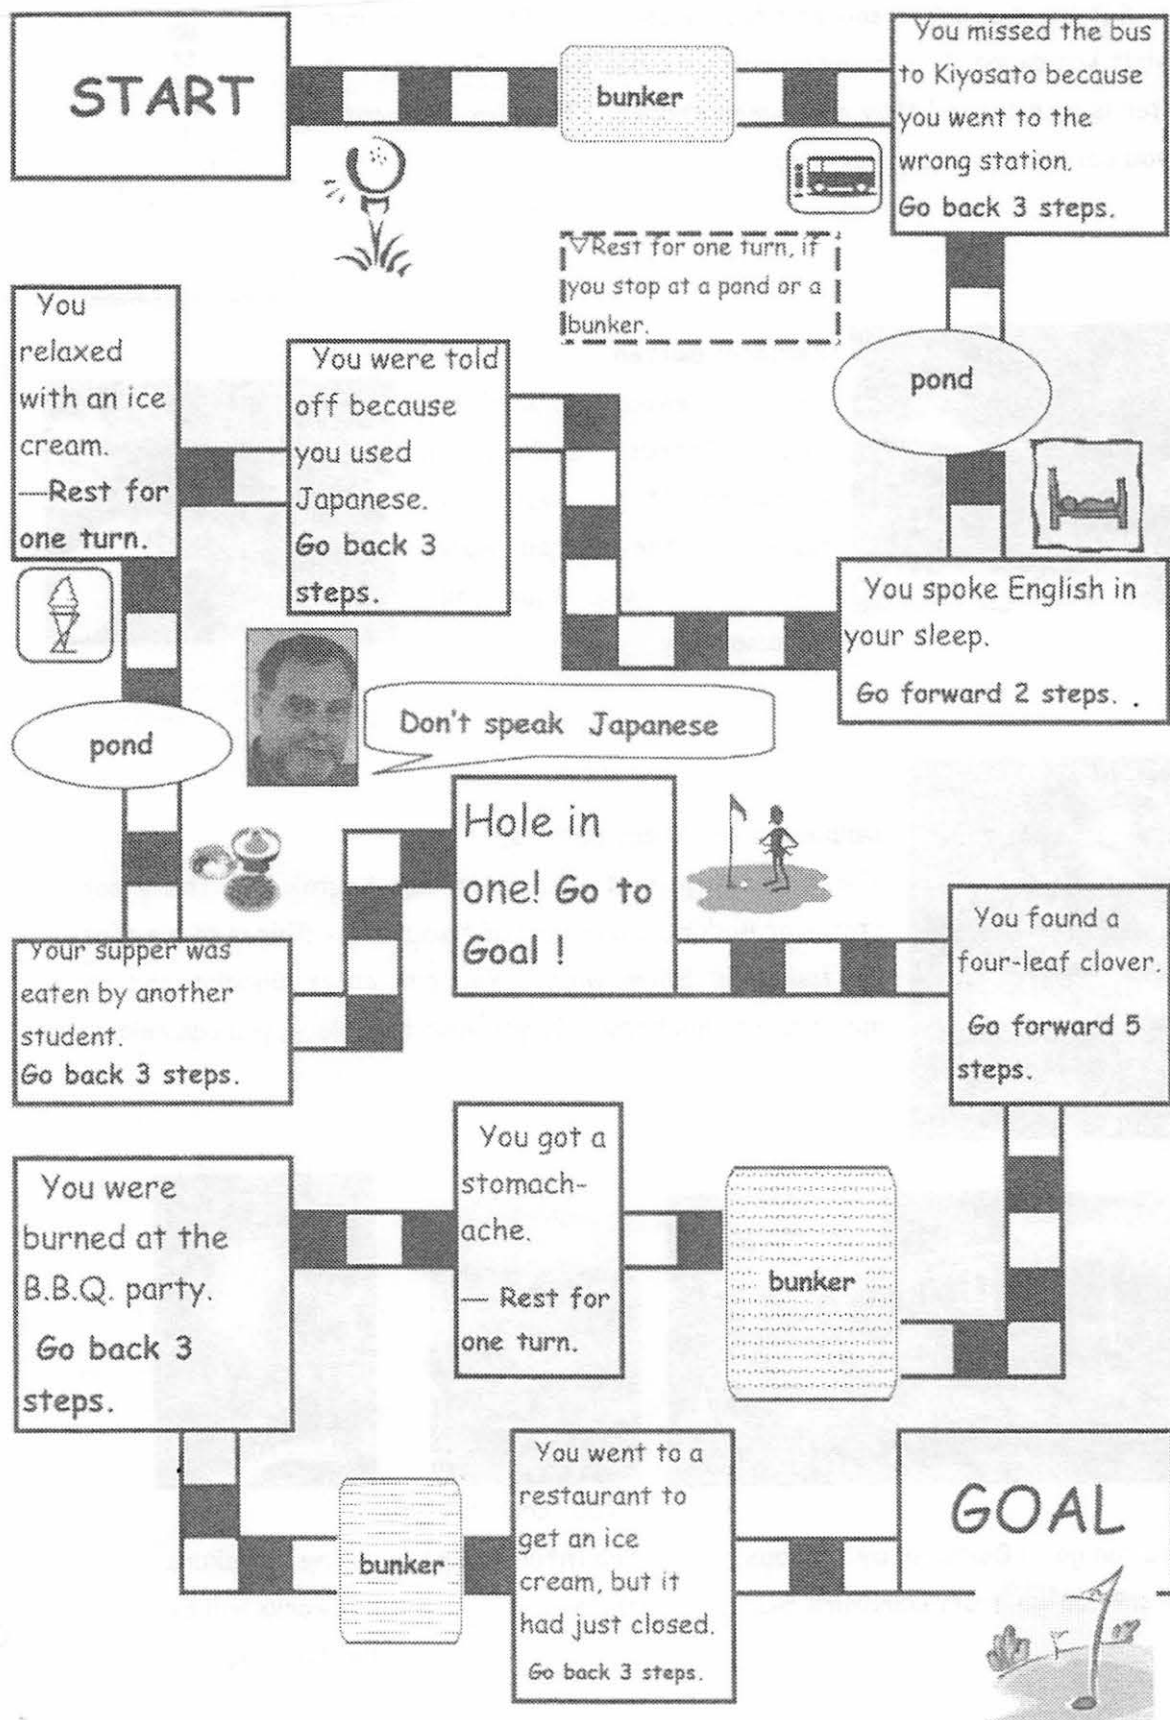 START
bunker
You missed the bus
to Kiyosato because
you went to the
wrong station.
Go back 3 steps.
▽Rest for one turn, if
you stop at a pond or a
bunker.
pond
You spoke English in
your sleep.
Go forward 2 steps. .
You were told
off because
you used
Japanese.
Go back 3
steps.
You
relaxed
with an ice
cream.
—Rest for
one turn.
Don't speak Japanese
pond
Your supper was
eaten by another
student.
Go back 3 steps.
Hole in
one! Go to
Goal !
You found a
four-leaf clover.
Go forward 5
steps.
bunker
You got a
stomach-
ache.
— Rest for
one turn.
You were
burned at the
B.B.Q. party.
Go back 3
steps.
bunker
You went to a
restaurant to
get an ice
cream, but it
had just closed.
Go back 3 steps.
GOAL